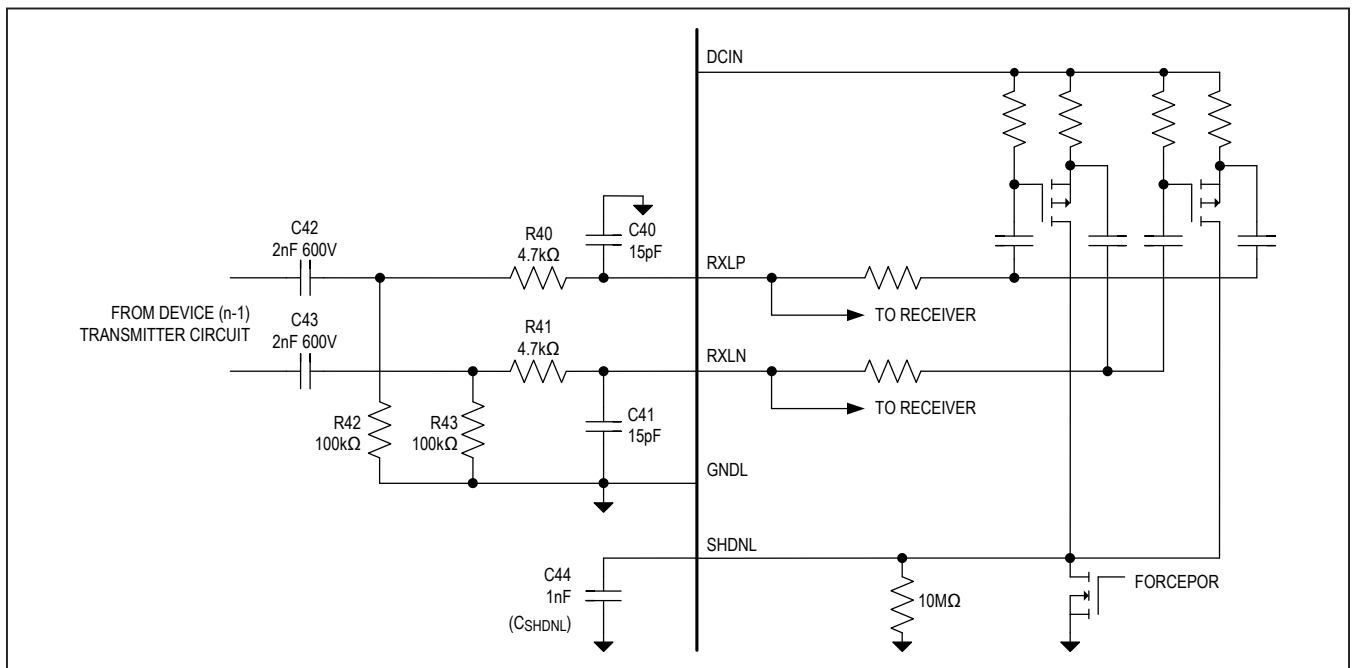 DCIN
C42
2nF 600V
R40
4.7kΩ
C40
15pF
RXLP
FROM DEVICE (n-1)
TRANSMITTER CIRCUIT
TO RECEIVER
C43
2nF 600V
R41
4.7kΩ
RXLN
TO RECEIVER
R42
100kΩ
R43
100kΩ
C41
15pF
GNDL
SHDNL
C44
1nF
(CSHDNL)
10MΩ
FORCEPOR